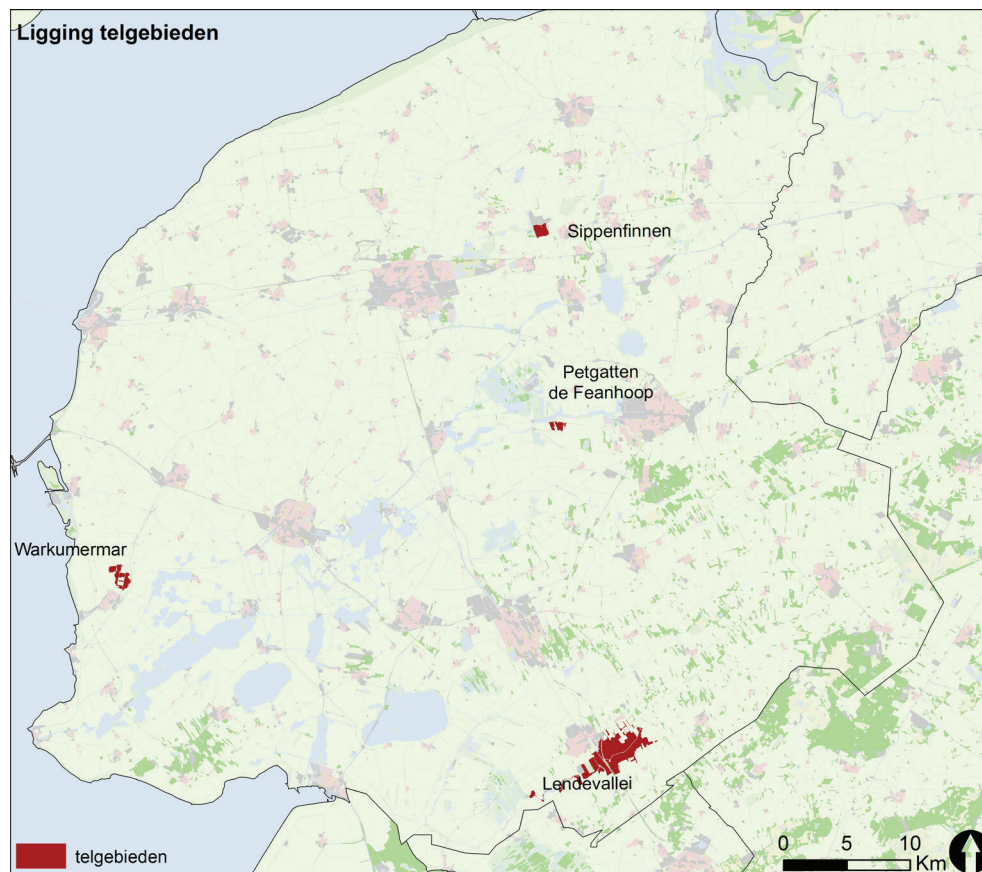 Ligging telgebieden
Sippenfinnen
Petgatten
de Feanhoop
Warkumermar
Lendevallei
telgebieden
0 5 10
Km